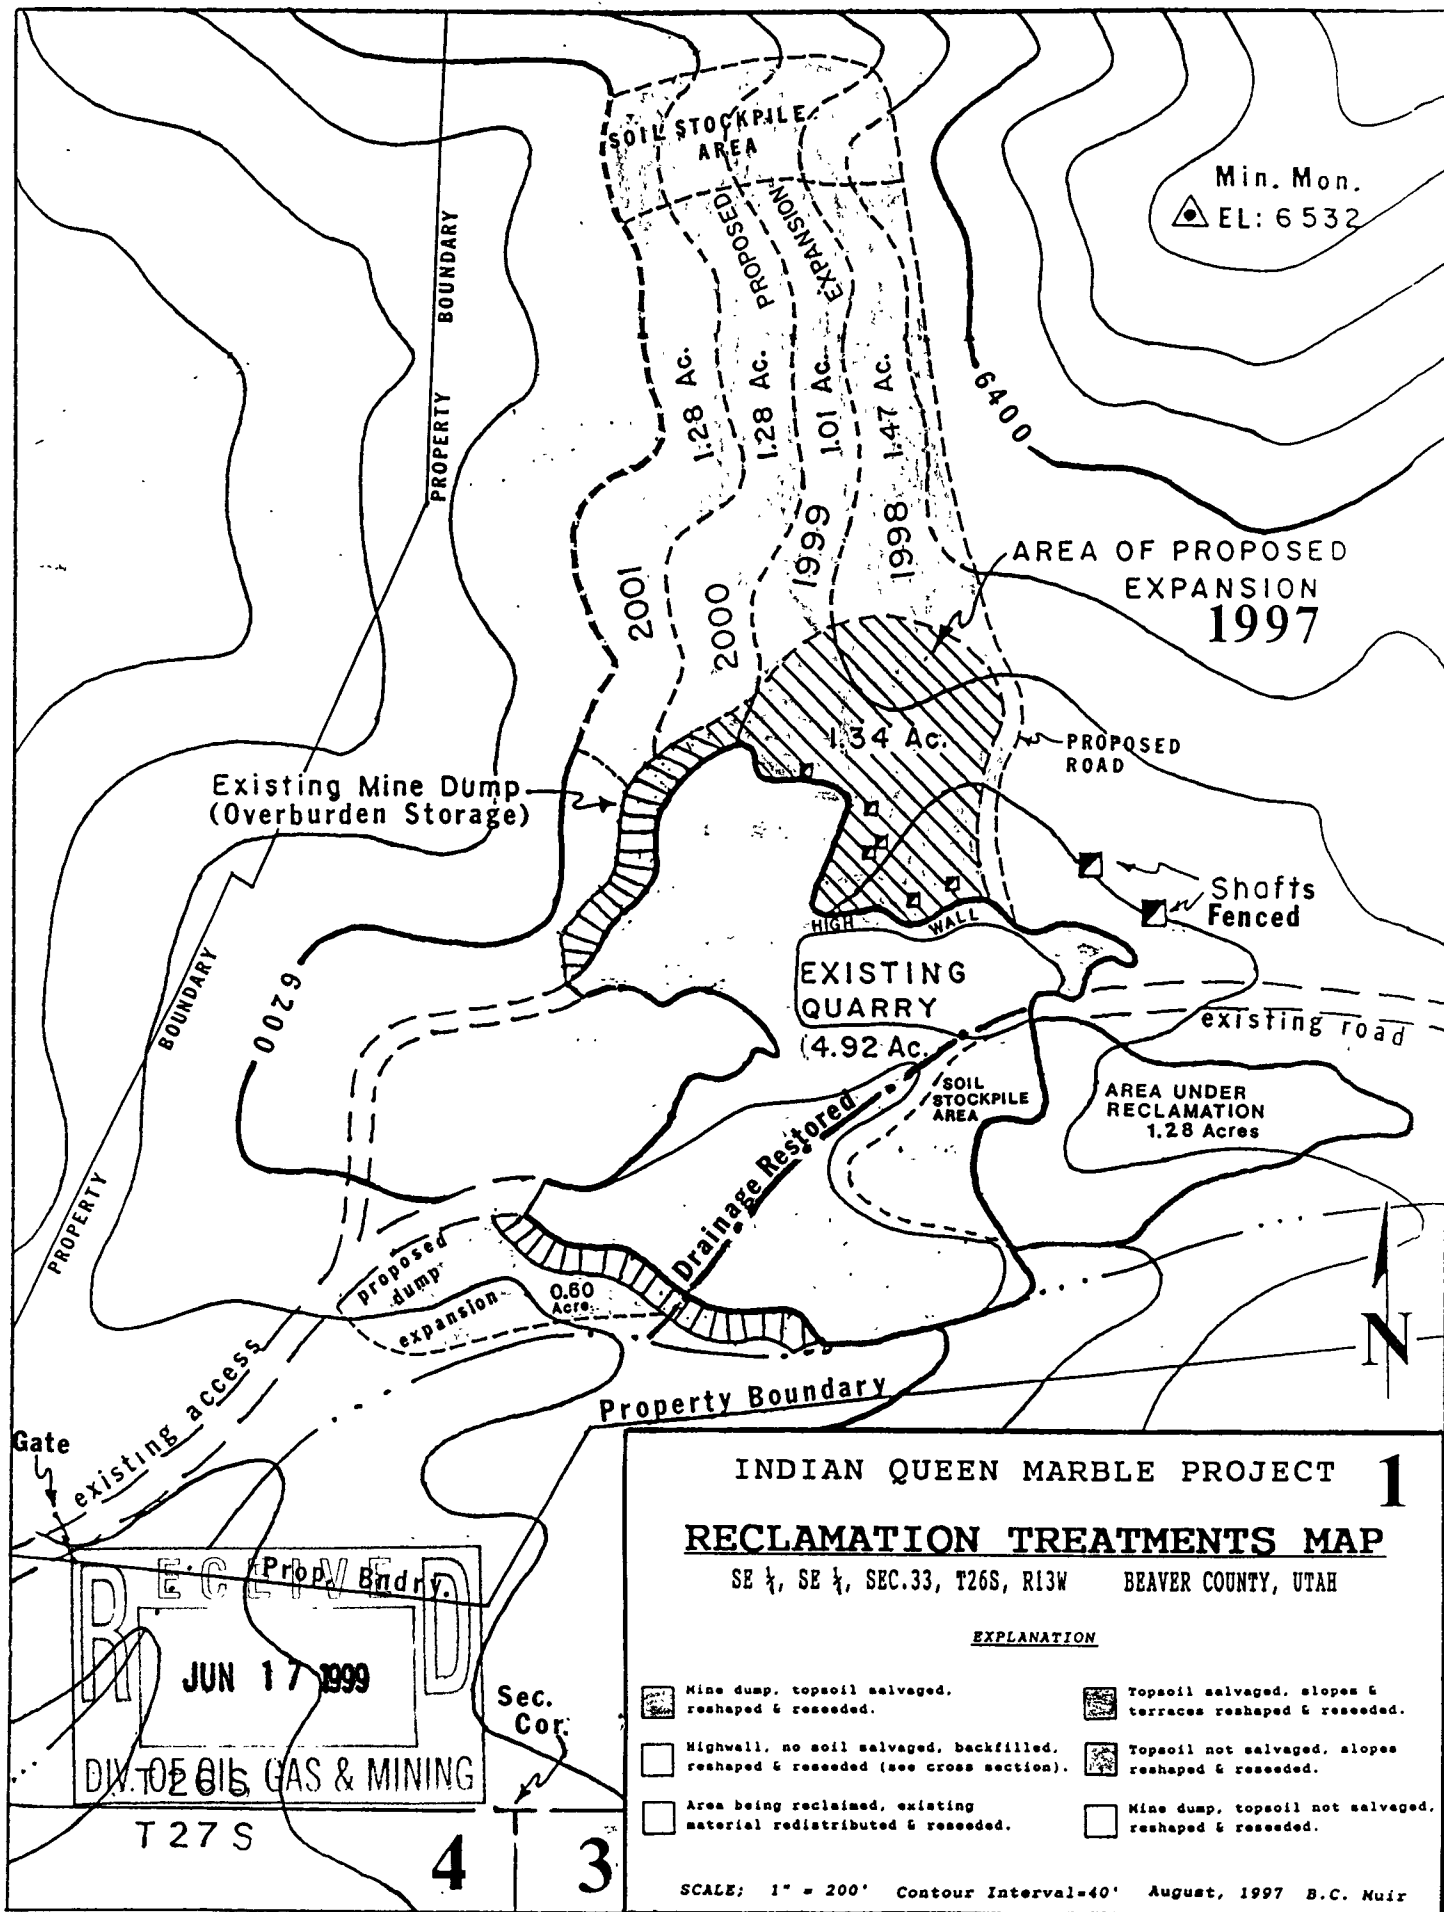 SOIL STOCKPILE
AREA
Min. Mon.
EL: 6532
PROPERTY BOUNDARY
PROPOSED
EXPANSION
1.28 Ac.
1.28 Ac.
1.01 Ac.
1.47 Ac.
6400
2001
2000
1999
1998
AREA OF PROPOSED
EXPANSION
1997
1.34 Ac.
PROPOSED
ROAD
Existing Mine Dump
(Overburden Storage)
Shafts
Fenced
HIGH WALL
EXISTING
QUARRY
(4.92 Ac.
6200
PROPERTY BOUNDARY
existing road
SOIL
STOCKPILE
AREA
AREA UNDER
RECLAMATION
1.28 Acres
Drainage Restored
proposed
dump
expansion
0.60
Acre
N
Property Boundary
existing access
Gate
Prop. Bndry.
RECEIVED
JUN 17 1999
DIV. OF OIL, GAS & MINING
T 26 S
T 27 S
Sec.
Cor.
4
3
INDIAN QUEEN MARBLE PROJECT
1
RECLAMATION TREATMENTS MAP
SE ¼, SE ¼, SEC.33, T26S, R13W BEAVER COUNTY, UTAH
EXPLANATION
Mine dump, topsoil salvaged,
reshaped & reseeded.
Highwall, no soil salvaged, backfilled,
reshaped & reseeded (see cross section).
Area being reclaimed, existing
material redistributed & reseeded.
Topsoil salvaged, slopes &
terraces reshaped & reseeded.
Topsoil not salvaged, slopes
reshaped & reseeded.
Mine dump, topsoil not salvaged,
reshaped & reseeded.
SCALE; 1" = 200' Contour Interval=40' August, 1997 B.C. Muir